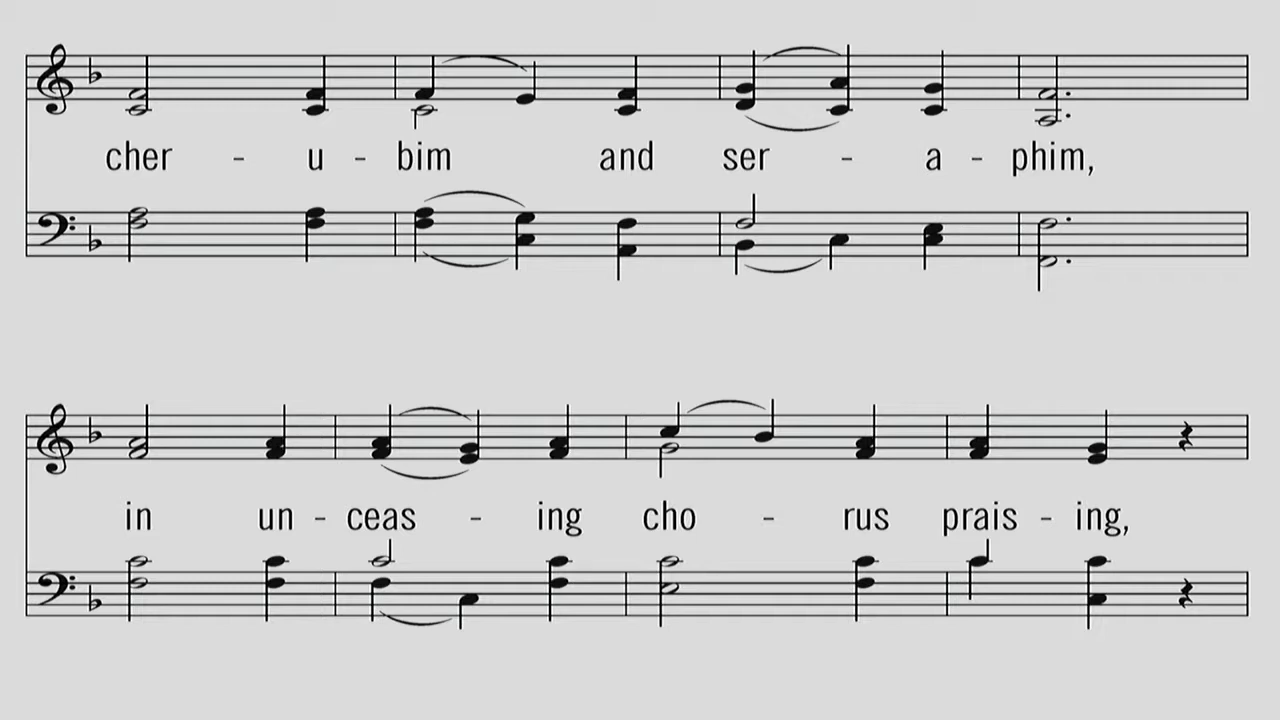 cher - u - bim and ser - a - phim,
in un - ceas - ing cho - rus prais - ing,